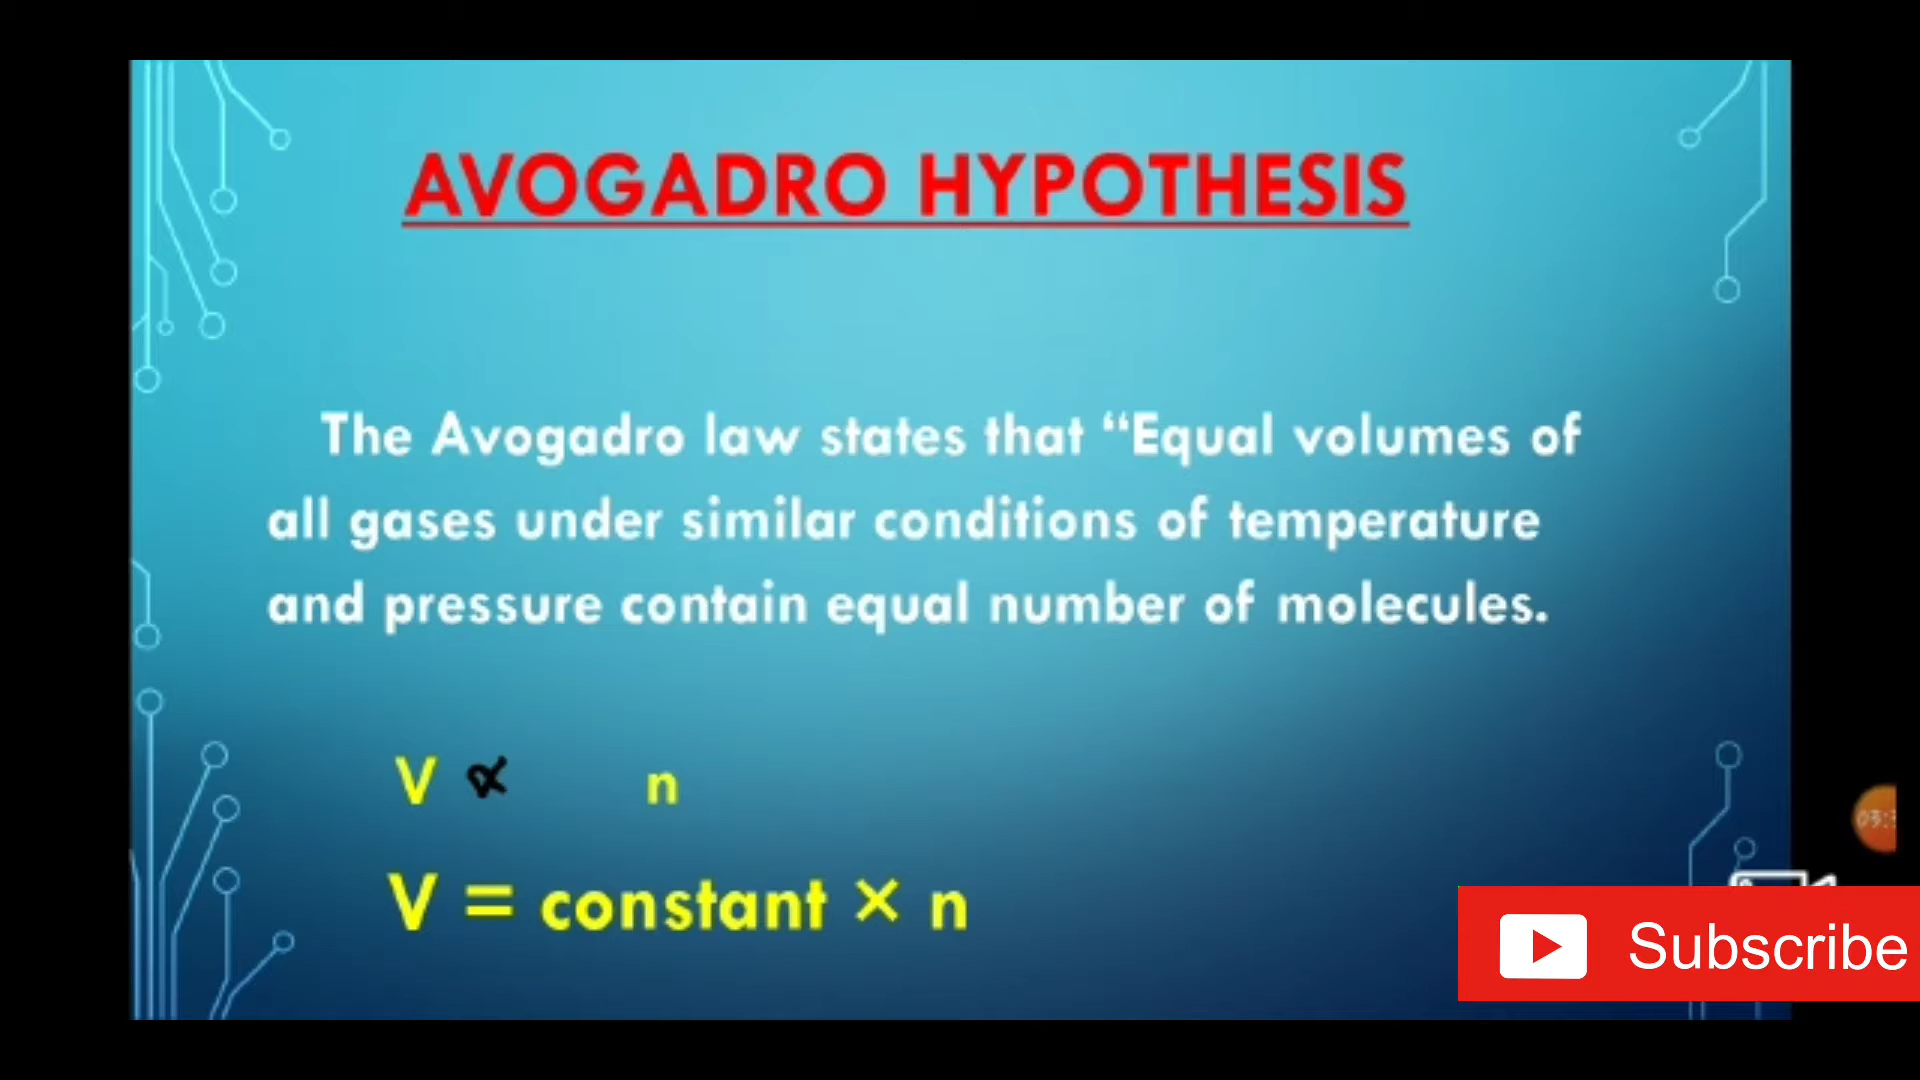 AVOGADRO HYPOTHESIS
The Avogadro law states that “Equal volumes of
all gases under similar conditions of temperature
and pressure contain equal number of molecules.
V ∝ n
V = constant × n
Subscribe